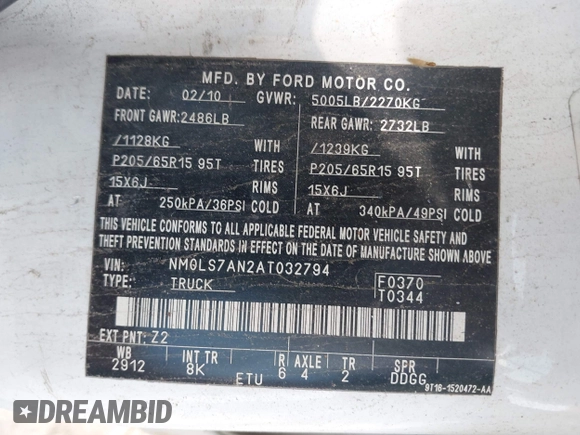 MFD. BY FORD MOTOR CO.
DATE: 02/10 GVWR: 5005LB/2270KG
FRONT GAWR: 2486LB REAR GAWR: 2732LB
/1128KG WITH /1239KG WITH
P205/65R15 95T TIRES P205/65R15 95T TIRES
15X6J RIMS 15X6J RIMS
AT 250kPA/36PSI COLD AT 340kPA/49PSI COLD
THIS VEHICLE CONFORMS TO ALL APPLICABLE FEDERAL MOTOR VEHICLE SAFETY AND
THEFT PREVENTION STANDARDS IN EFFECT ON THE DATE OF MANUFACTURE SHOWN ABOVE.
VIN: NM0LS7AN2AT032794 F0370
TYPE: TRUCK T0344
EXT PNT: Z2
WB INT TR R AXLE TR SPR
2912 8K 6 4 2 DDGG
ETU 9T16-1520472-AA
DREAMBID